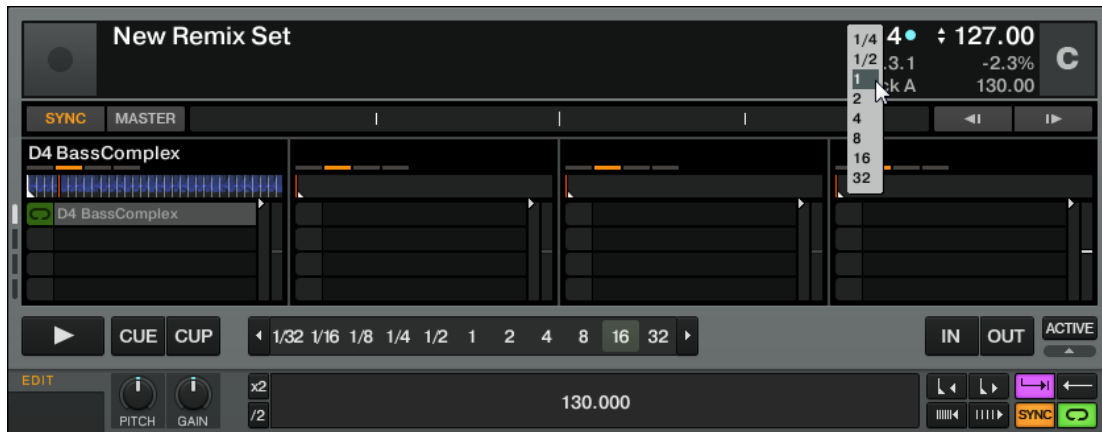 New Remix Set
1/4
1/2
1
2
4
8
16
32
4
.3.1
ck A
127.00
-2.3%
130.00
C
SYNC MASTER
D4 BassComplex
D4 BassComplex
CUE CUP 1/32 1/16 1/8 1/4 1/2 1 2 4 8 16 32 IN OUT ACTIVE
EDIT
PITCH GAIN
x2
/2
130.000
SYNC